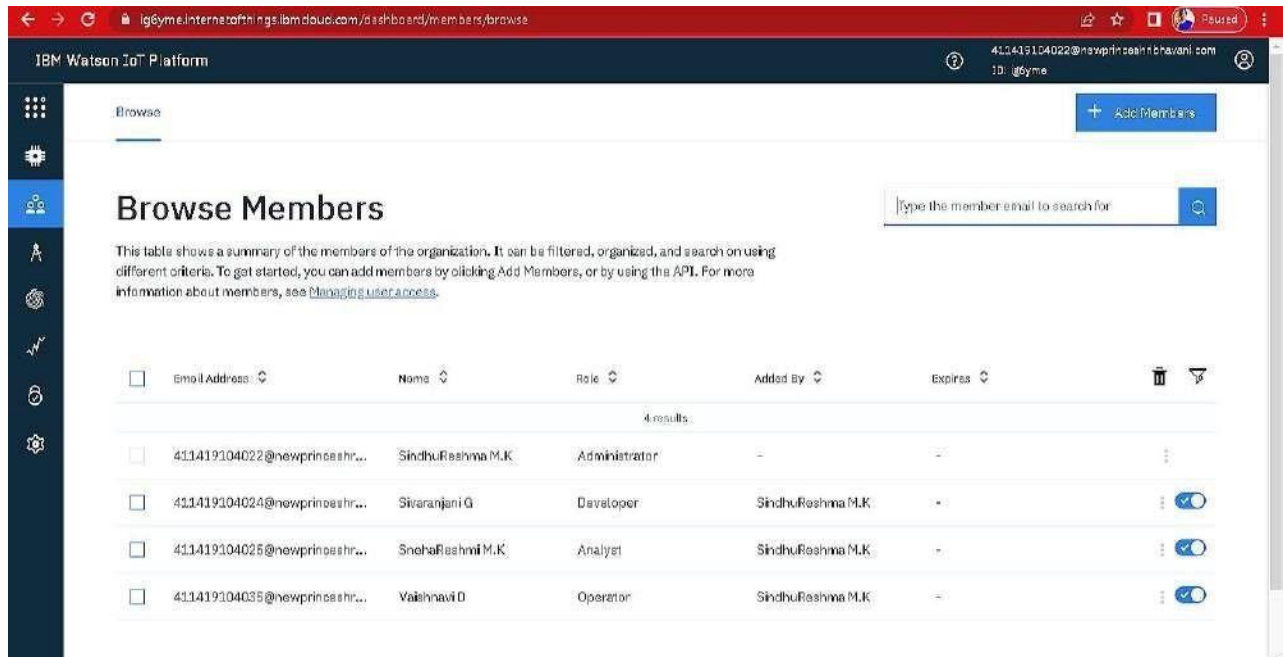 ig6yme.internetofthings.ibmcloud.com/dashboard/members/browse
Paused
IBM Watson IoT Platform
411419104022@newprinceshribhavani.com
ID: ig6yme
Browse
+ Add Members
Browse Members
Type the member email to search for
This table shows a summary of the members of the organization. It can be filtered, organized, and search on using
different criteria. To get started, you can add members by clicking Add Members, or by using the API. For more
information about members, see Managing user access.
Email Address Name Role Added By Expires
4 results
411419104022@newprinceshr... SindhuReshma M.K Administrator - -
411419104024@newprinceshr... Sivaranjani G Developer SindhuReshma M.K -
411419104025@newprinceshr... SnehaReshmi M.K Analyst SindhuReshma M.K -
411419104035@newprinceshr... Vaishnavi D Operator SindhuReshma M.K -